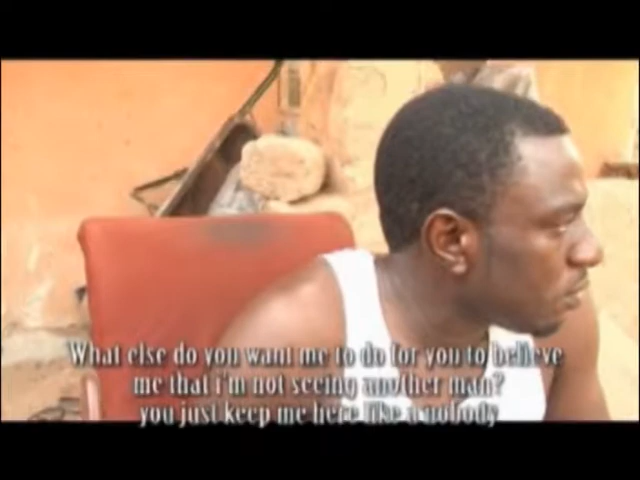 What else do you want me to do for you to believe
me that i'm not seeing another man?
you just keep me here like a nobody